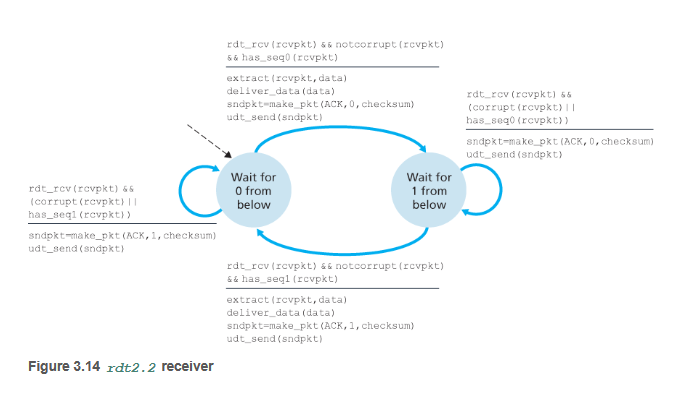 rdt_rcv(rcvpkt) && notcorrupt(rcvpkt)
&& has_seq0(rcvpkt)
extract(rcvpkt,data)
deliver_data(data)
sndpkt=make_pkt(ACK,0,checksum)
udt_send(sndpkt)
rdt_rcv(rcvpkt) &&
(corrupt(rcvpkt)||
has_seq0(rcvpkt))
sndpkt=make_pkt(ACK,0,checksum)
udt_send(sndpkt)
Wait for
0 from
below
Wait for
1 from
below
rdt_rcv(rcvpkt) &&
(corrupt(rcvpkt)||
has_seq1(rcvpkt))
sndpkt=make_pkt(ACK,1,checksum)
udt_send(sndpkt)
rdt_rcv(rcvpkt) && notcorrupt(rcvpkt)
&& has_seq1(rcvpkt)
extract(rcvpkt,data)
deliver_data(data)
sndpkt=make_pkt(ACK,1,checksum)
udt_send(sndpkt)
Figure 3.14 rdt2.2 receiver